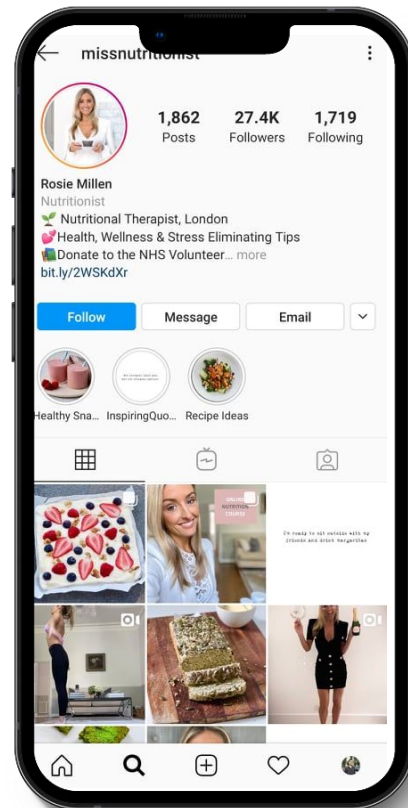 missnutritionist
1,862 27.4K 1,719
Posts Followers Following
Rosie Millen
Nutritionist
🌱 Nutritional Therapist, London
💕Health, Wellness & Stress Eliminating Tips
📚Donate to the NHS Volunteer... more
bit.ly/2WSKdXr
Follow Message Email
Healthy Sna... InspiringQuo... Recipe Ideas
ONLINE
NUTRITION
COURSE
I'm ready to sit outside with my
friends and drink margaritas